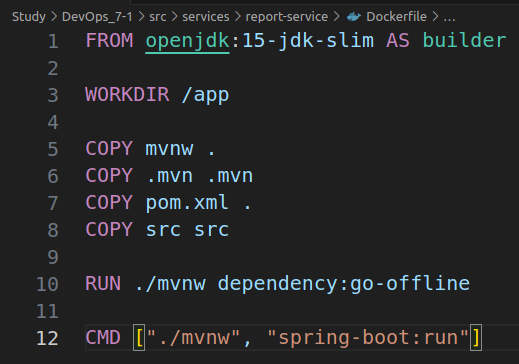 Study > DevOps_7-1 > src > services > report-service > Dockerfile > ...
1 FROM openjdk:15-jdk-slim AS builder
2
3 WORKDIR /app
4
5 COPY mvnw .
6 COPY .mvn .mvn
7 COPY pom.xml .
8 COPY src src
9
10 RUN ./mvnw dependency:go-offline
11
12 CMD ["./mvnw", "spring-boot:run"]